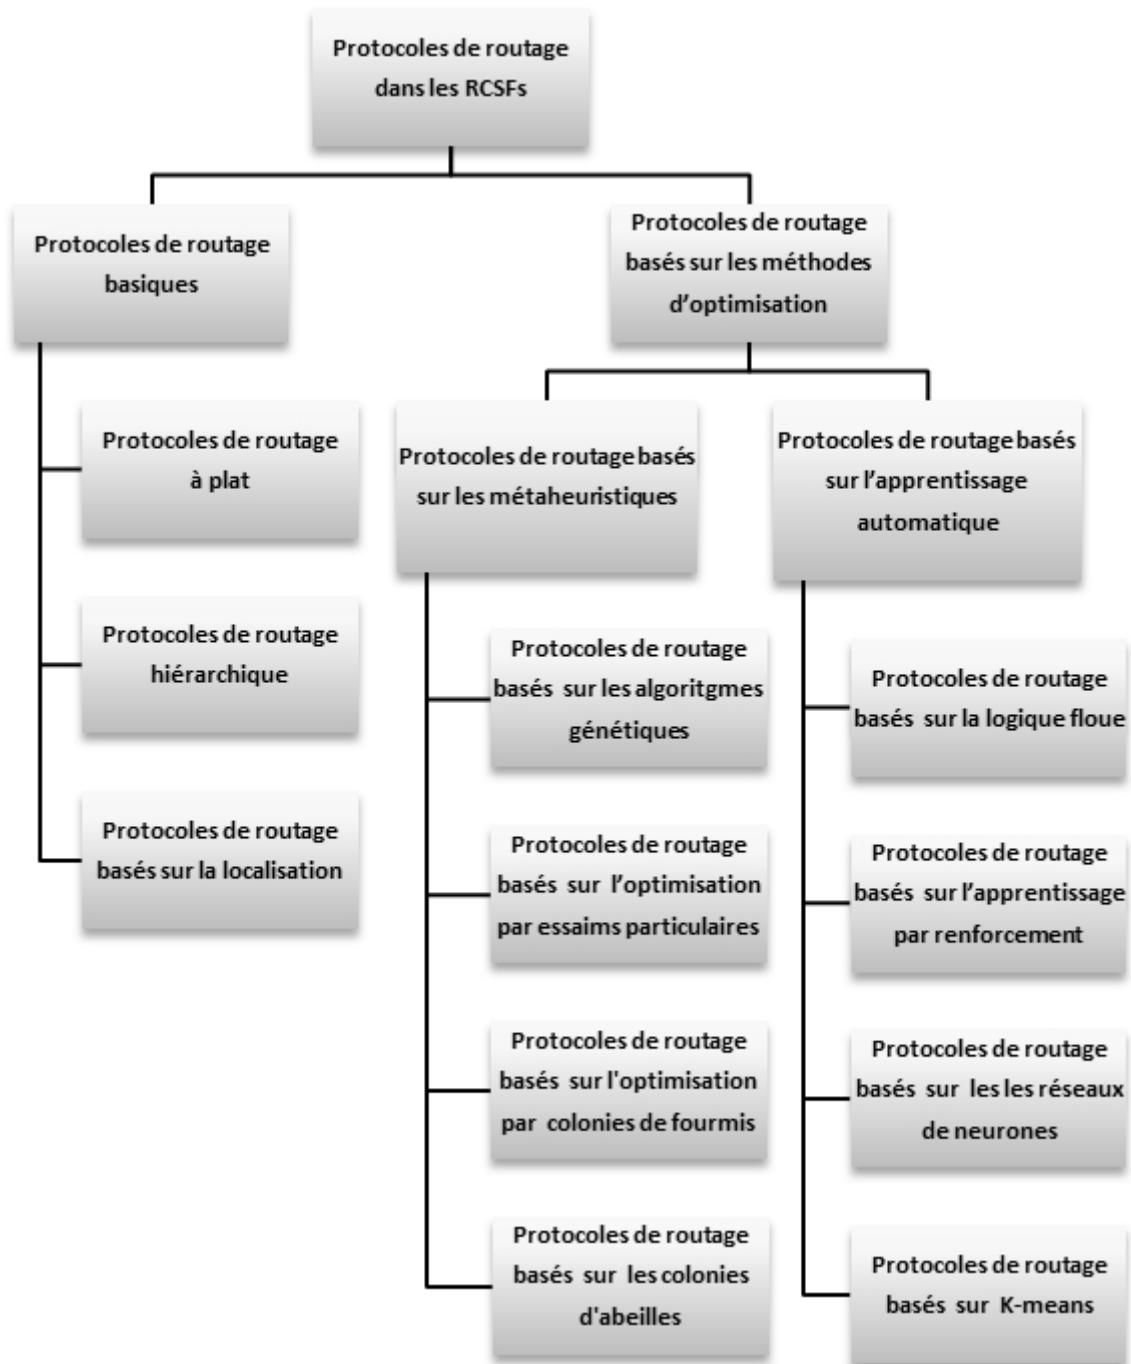 Protocoles de routage
dans les RCSFs
Protocoles de routage
basiques
Protocoles de routage
basés sur les méthodes
d’optimisation
Protocoles de routage
à plat
Protocoles de routage
hiérarchique
Protocoles de routage
basés sur la localisation
Protocoles de routage basés
sur les métaheuristiques
Protocoles de routage
basés sur les algoritgmes
génétiques
Protocoles de routage
basés sur l’optimisation
par essaims particulaires
Protocoles de routage
basés sur l'optimisation
par colonies de fourmis
Protocoles de routage
basés sur les colonies
d'abeilles
Protocoles de routage basés
sur l’apprentissage
automatique
Protocoles de routage
basés sur la logique floue
Protocoles de routage
basés sur l’apprentissage
par renforcement
Protocoles de routage
basés sur les les réseaux
de neurones
Protocoles de routage
basés sur K-means